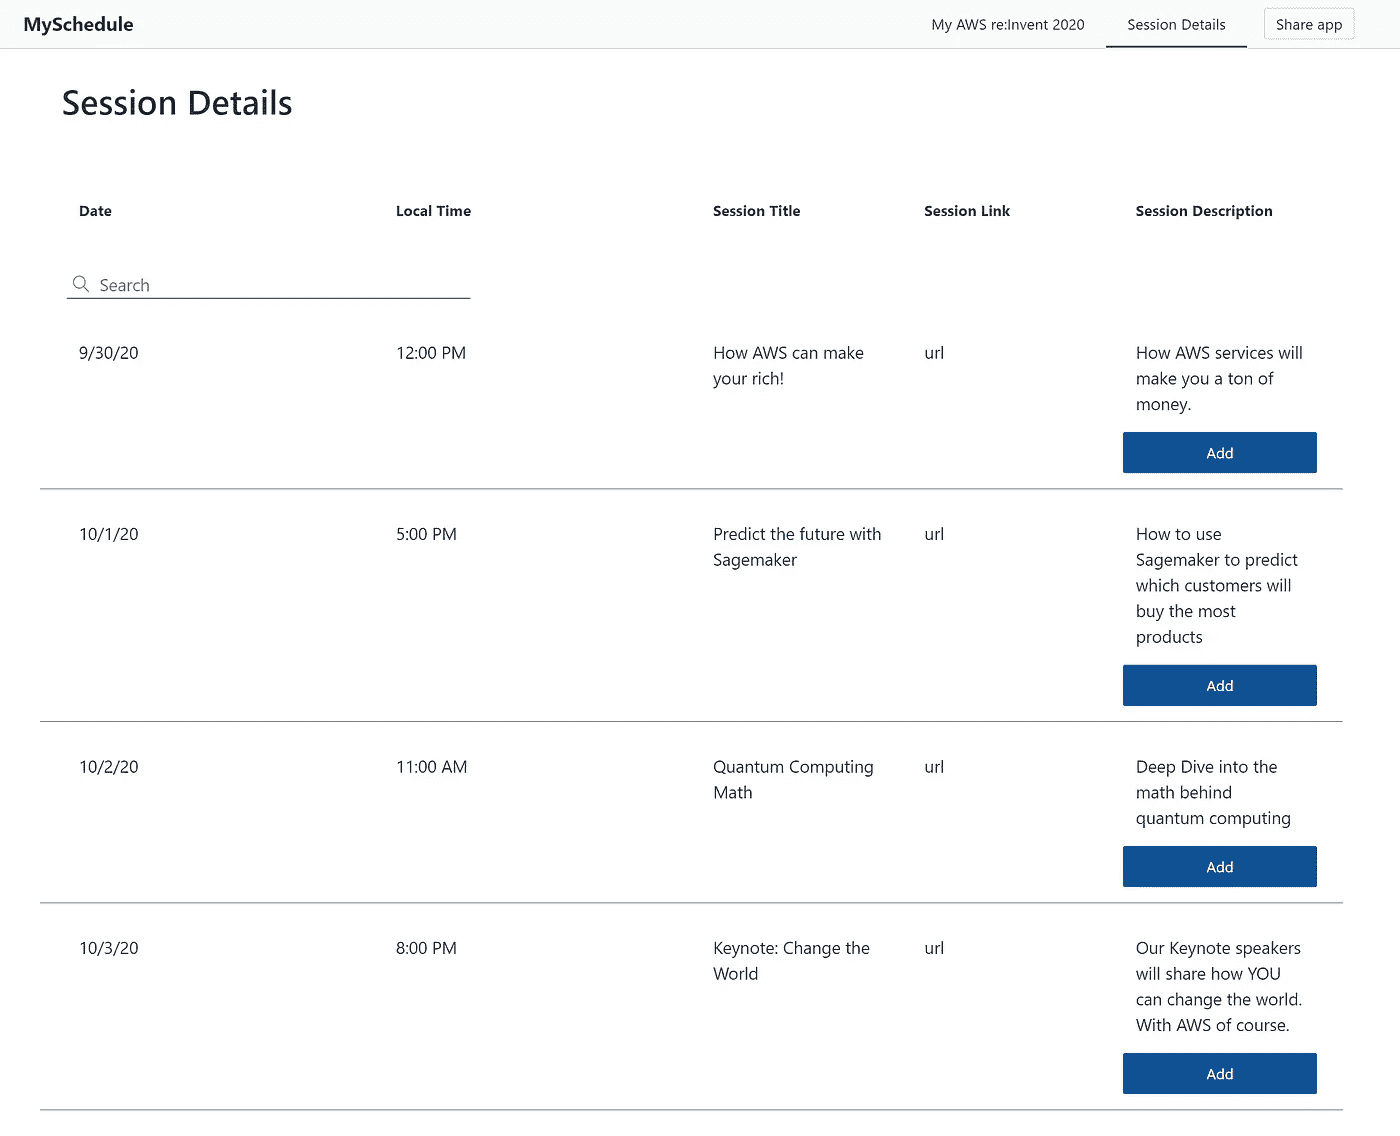 MySchedule
My AWS re:Invent 2020
Session Details
Share app
Session Details
Date
Local Time
Session Title
Session Link
Session Description
Search
9/30/20
12:00 PM
How AWS can make
your rich!
url
How AWS services will
make you a ton of
money.
Add
10/1/20
5:00 PM
Predict the future with
Sagemaker
url
How to use
Sagemaker to predict
which customers will
buy the most
products
Add
10/2/20
11:00 AM
Quantum Computing
Math
url
Deep Dive into the
math behind
quantum computing
Add
10/3/20
8:00 PM
Keynote: Change the
World
url
Our Keynote speakers
will share how YOU
can change the world.
With AWS of course.
Add